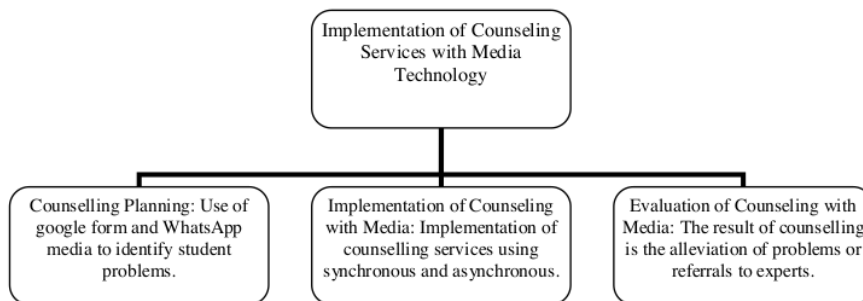 Implementation of Counseling
Services with Media
Technology
Counselling Planning: Use of
google form and WhatsApp
media to identify student
problems.
Implementation of Counseling
with Media: Implementation of
counselling services using
synchronous and asynchronous.
Evaluation of Counseling with
Media: The result of counselling
is the alleviation of problems or
referrals to experts.